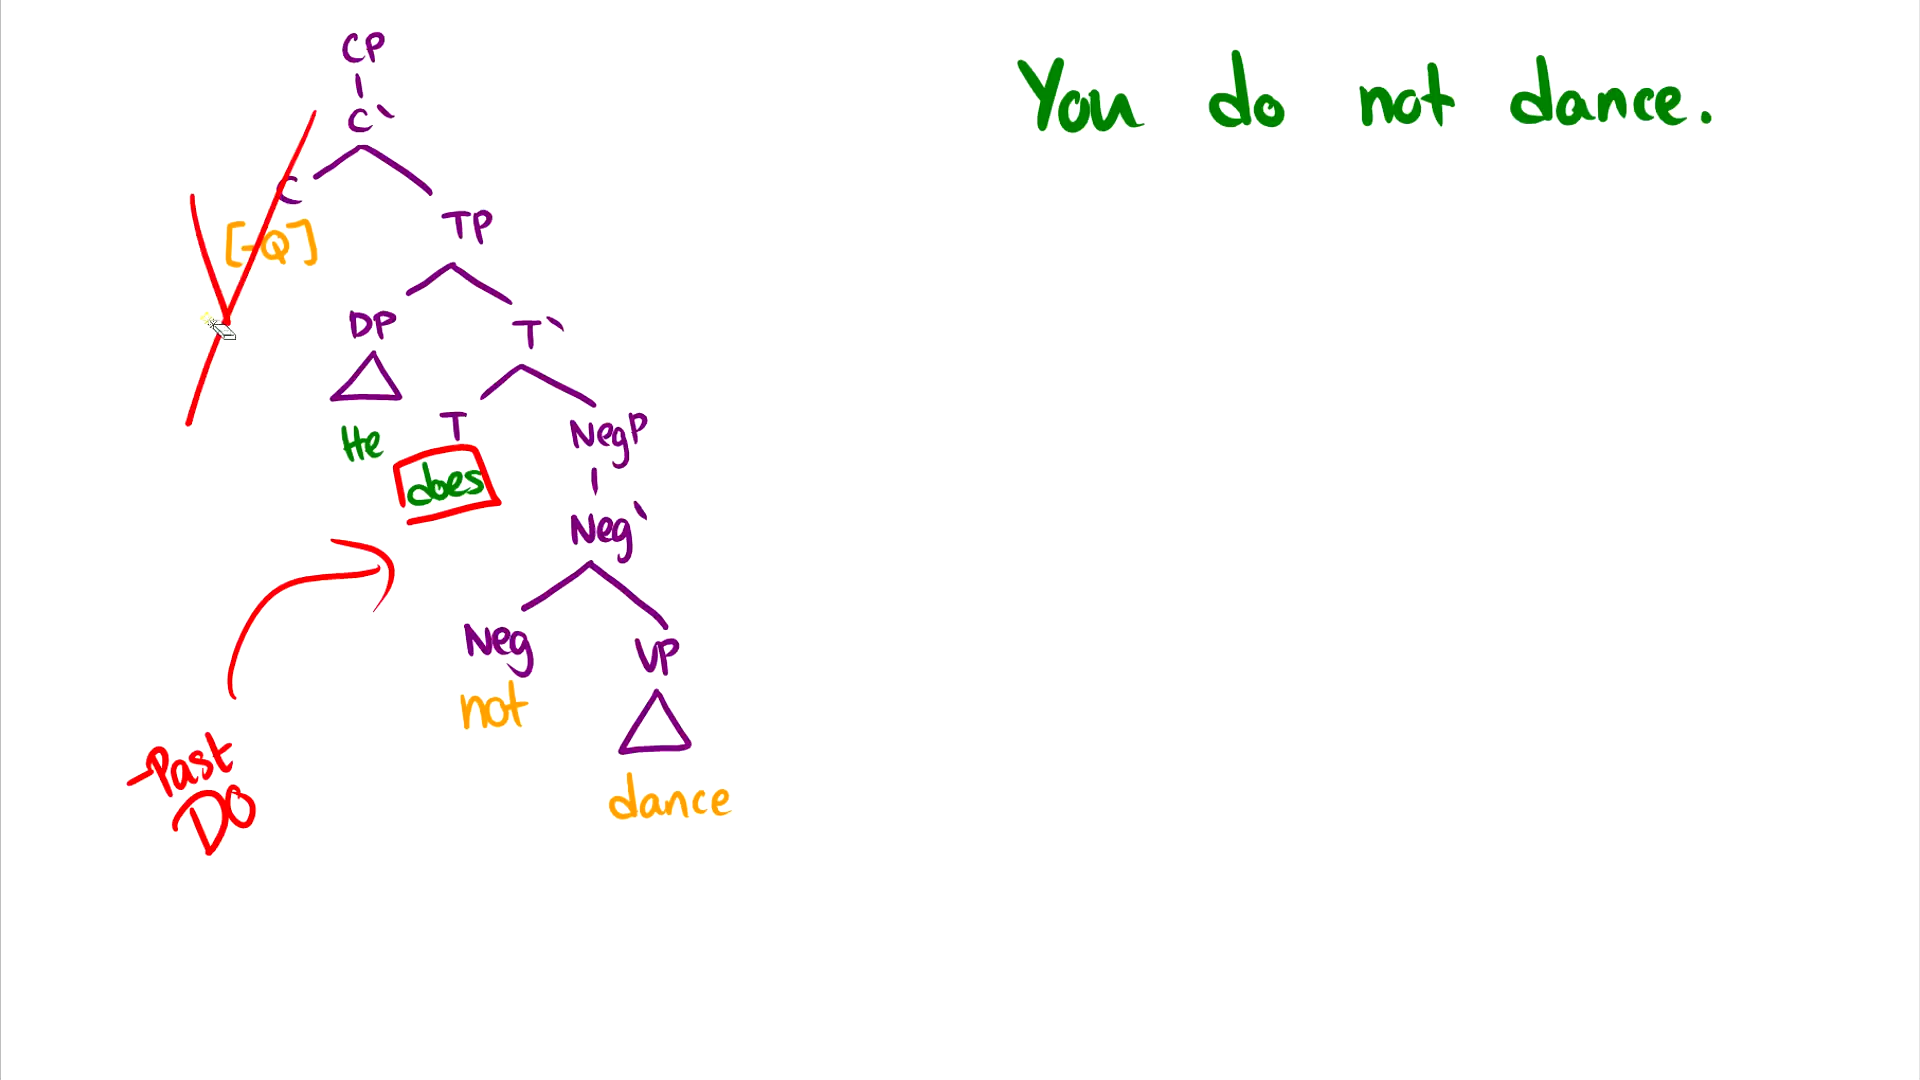 CP
You do not dance.
C`
C
TP
[-Q]
DP
T`
T
NegP
He
does
Neg`
Neg
VP
not
-Past
DO
dance